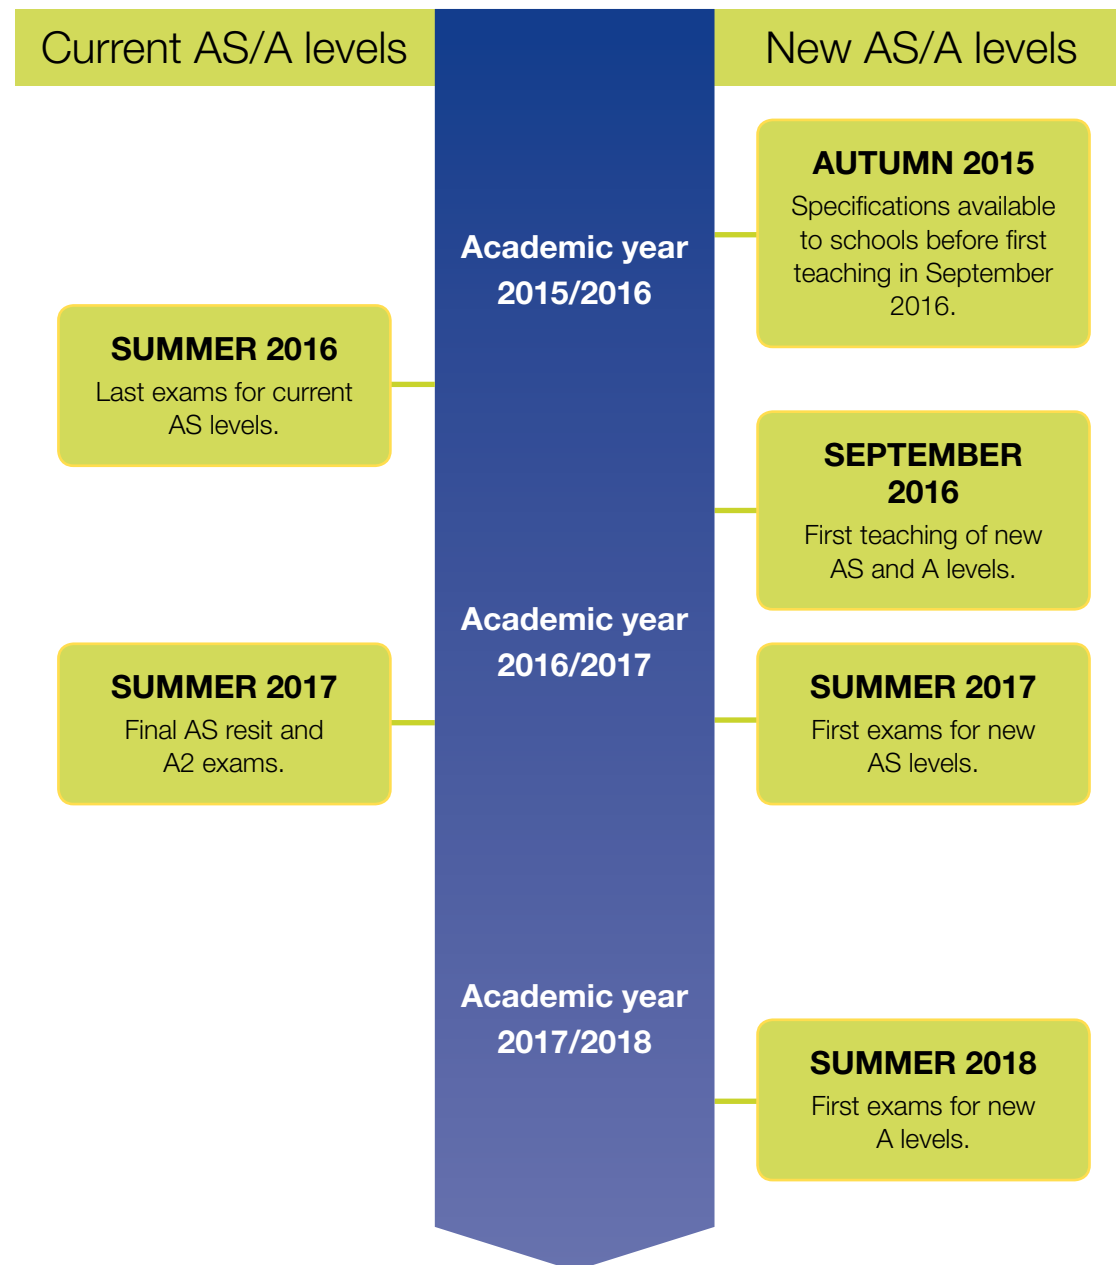 Current AS/A levels
New AS/A levels
AUTUMN 2015
Specifications available
to schools before first
teaching in September
2016.
Academic year
2015/2016
SUMMER 2016
Last exams for current
AS levels.
SEPTEMBER
2016
First teaching of new
AS and A levels.
Academic year
2016/2017
SUMMER 2017
Final AS resit and
A2 exams.
SUMMER 2017
First exams for new
AS levels.
Academic year
2017/2018
SUMMER 2018
First exams for new
A levels.